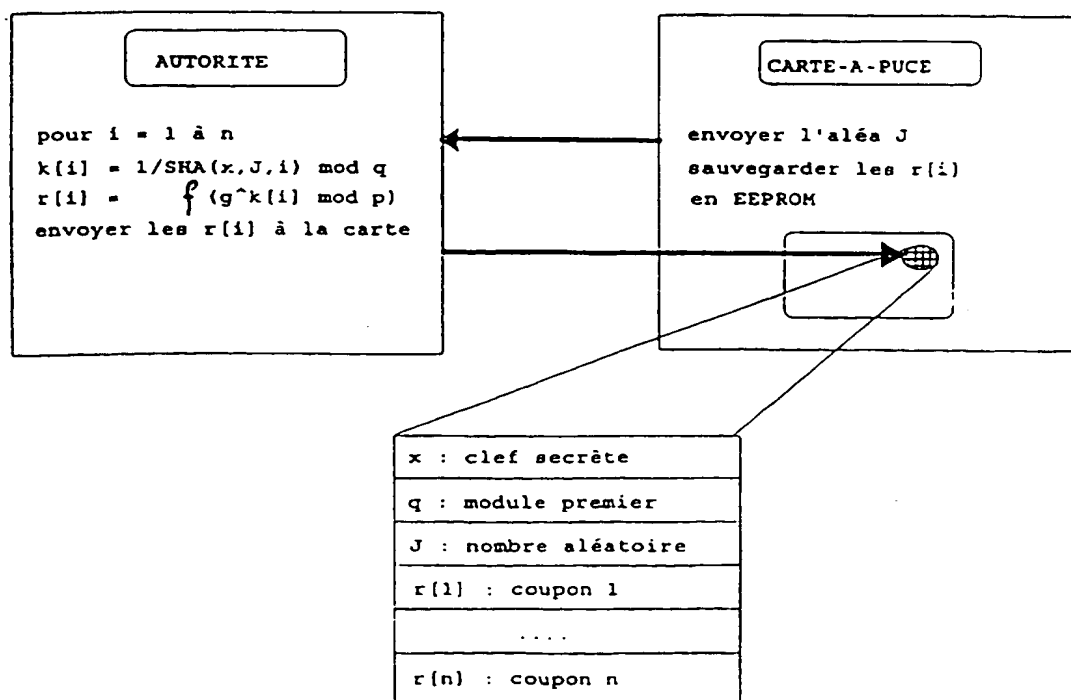 AUTORITE
pour i = 1 à n
k[i] = 1/SHA(x,J,i) mod q
r[i] = f (g^k[i] mod p)
envoyer les r[i] à la carte
CARTE-A-PUCE
envoyer l'aléa J
sauvegarder les r[i]
en EEPROM
x : clef secrète
q : module premier
J : nombre aléatoire
r[1] : coupon 1
....
r[n] : coupon n